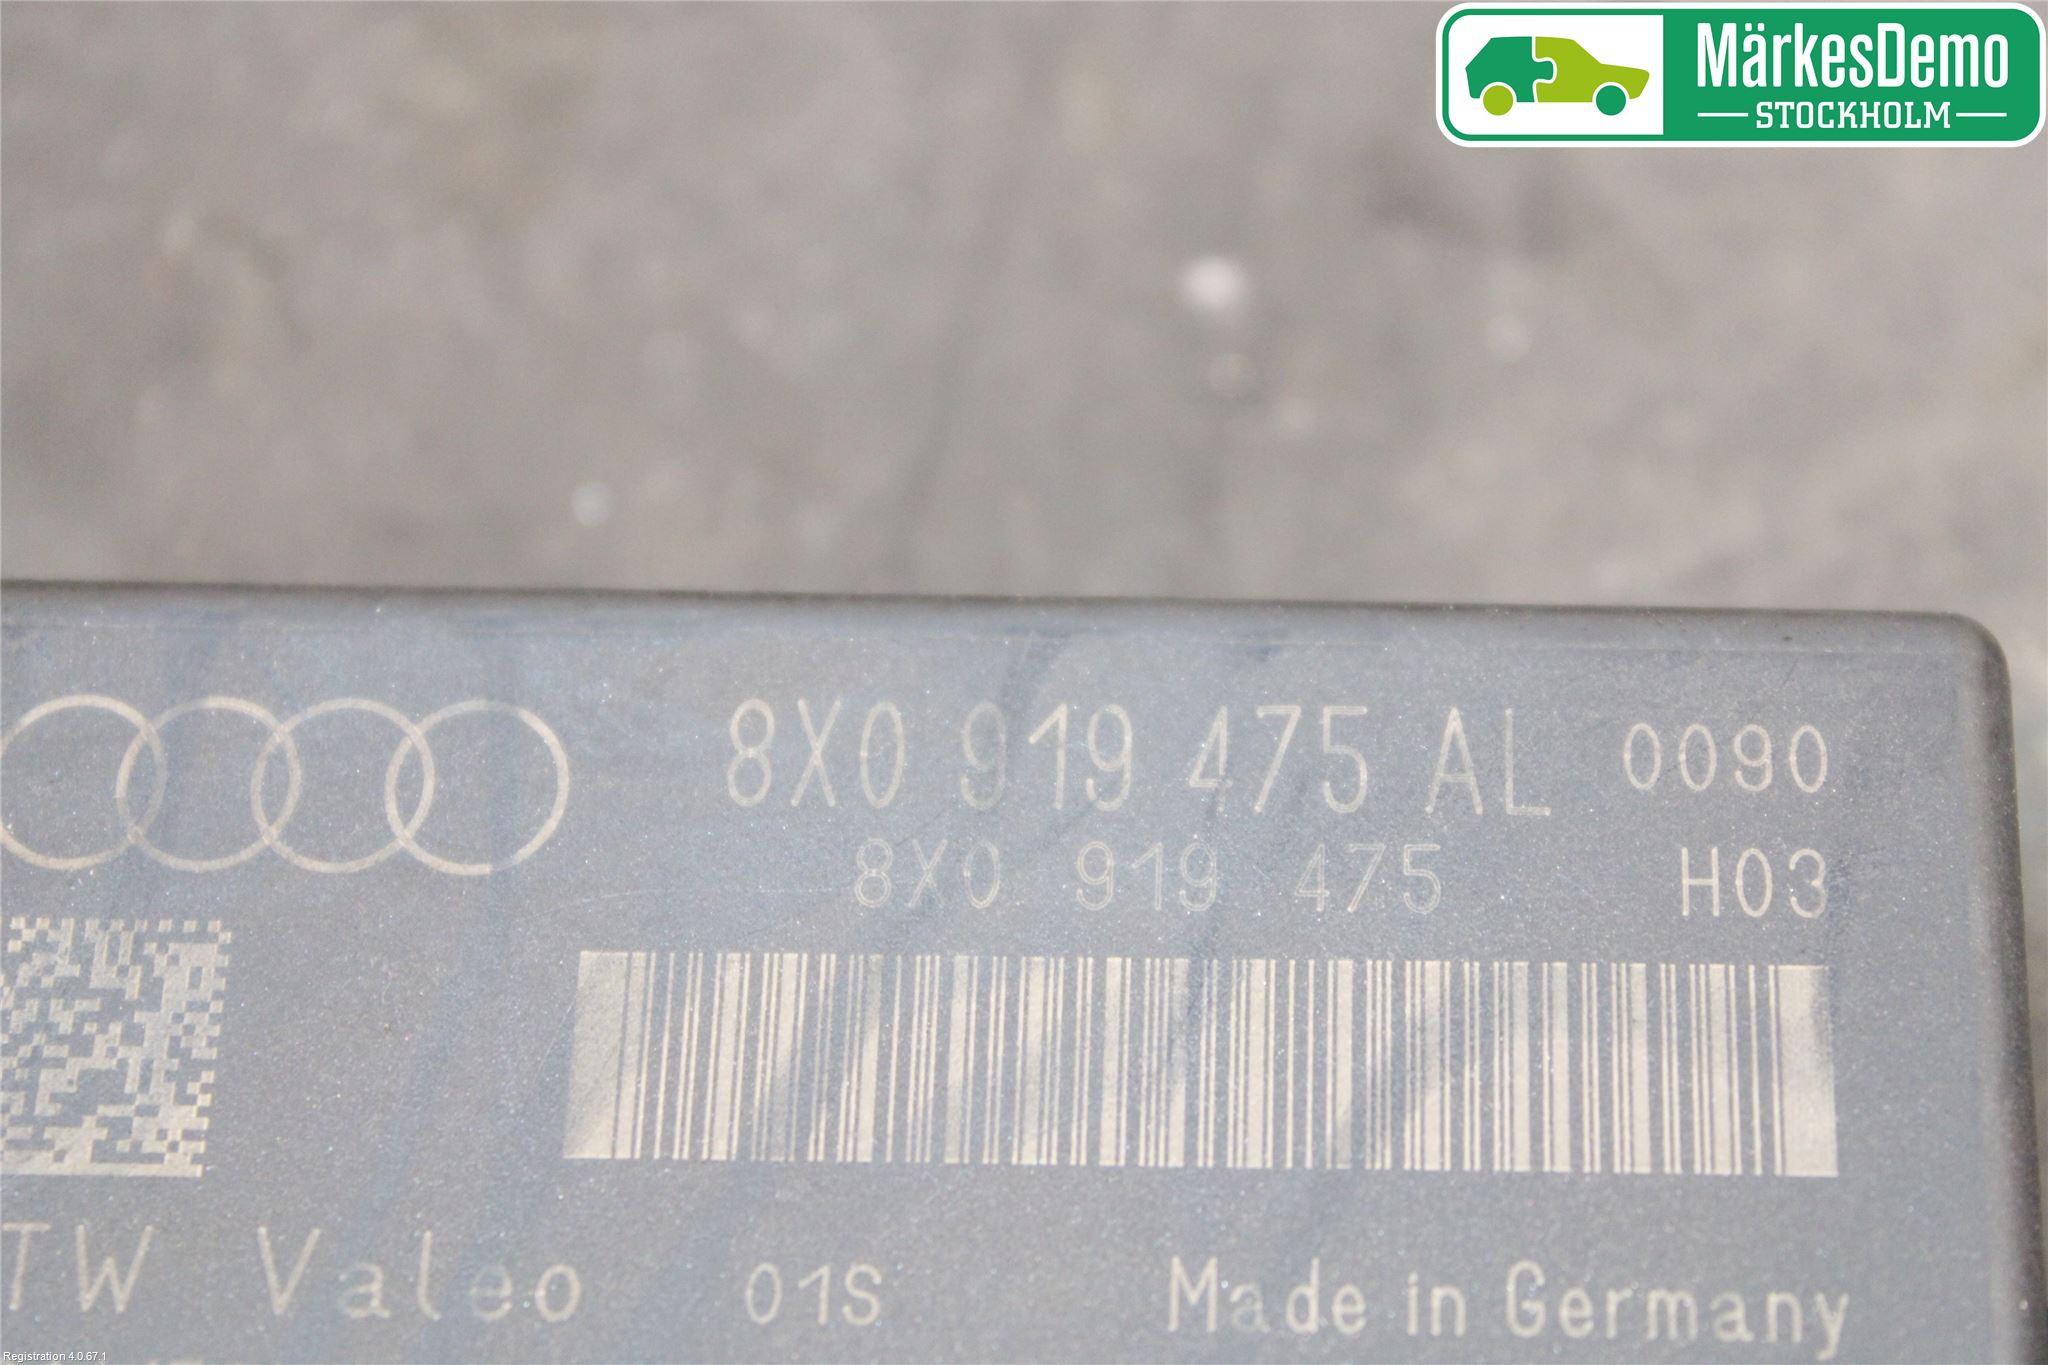 MärkesDemo
STOCKHOLM
8X0 919 475 AL 0090
8X0 919 475 H03
TW Valeo 01S Made in Germany
Registration 4.0.67.1